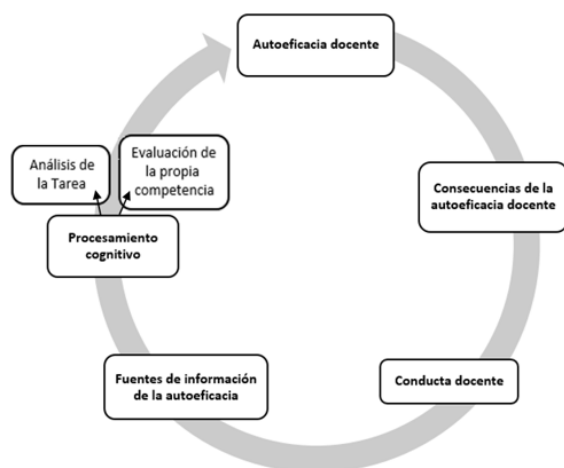 Autoeficacia docente
Análisis de
la Tarea
Evaluación de
la propia
competencia
Procesamiento
cognitivo
Consecuencias de la
autoeficacia docente
Fuentes de información
de la autoeficacia
Conducta docente